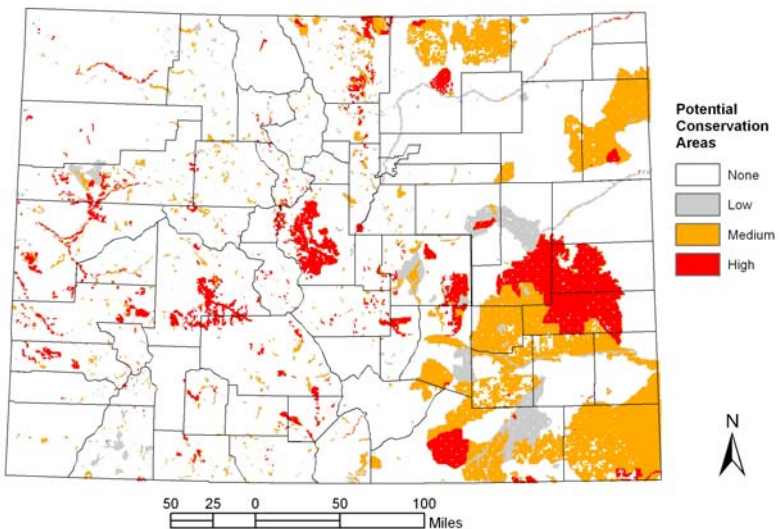 Potential
Conservation
Areas
None
Low
Medium
High
N
50 25 0 50 100
Miles